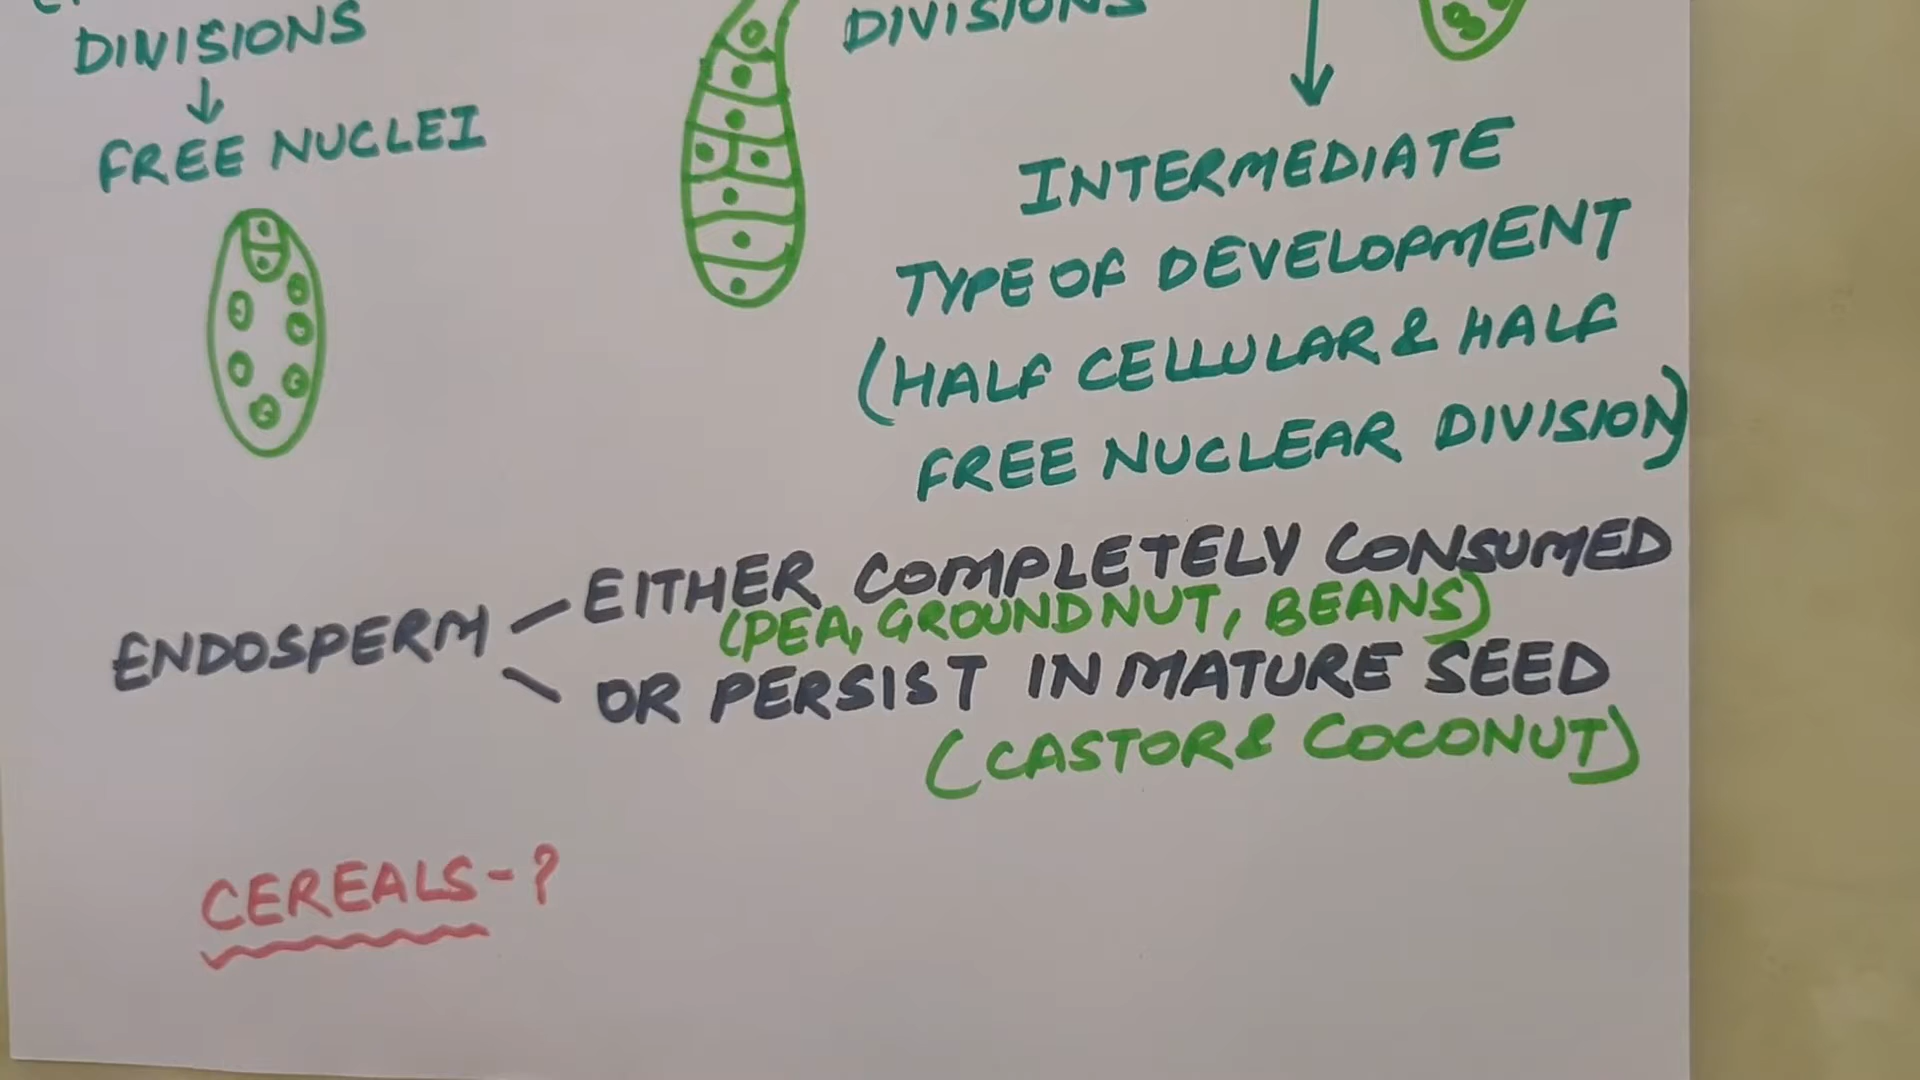 DIVISIONS
FREE NUCLEI
DIVISIONS
INTERMEDIATE
TYPE OF DEVELOPMENT
(HALF CELLULAR & HALF
FREE NUCLEAR DIVISION)
ENDOSPERM
EITHER COMPLETELY CONSUMED
(PEA, GROUNDNUT, BEANS)
OR PERSIST IN MATURE SEED
(CASTOR & COCONUT)
CEREALS - ?